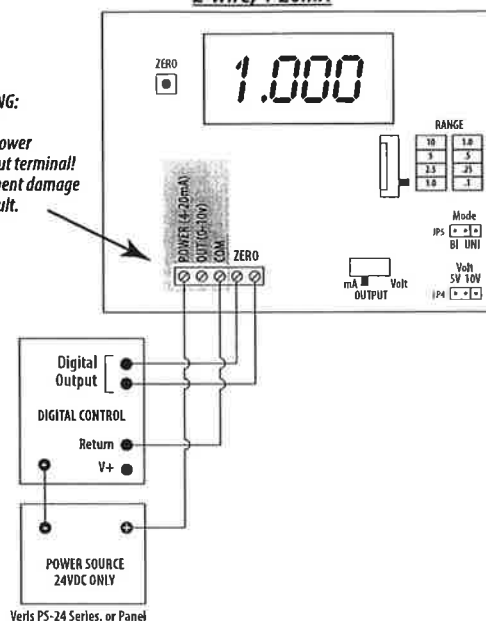 2-Wire, 4-20mA
ZERO
1.000
NG:
ower
ut terminal!
ent damage
ult.
RANGE
10 1.0
5 .5
2.5 .25
1.0 .1
POWER (4-20mA)
OUT (0-10v)
COM
ZERO
Mode
JP5
BI UNI
mA Volt
OUTPUT
Volt
5V 10V
JP4
Digital
Output
DIGITAL CONTROL
Return
V+
POWER SOURCE
24VDC ONLY
Veris PS-24 Series, or Panel